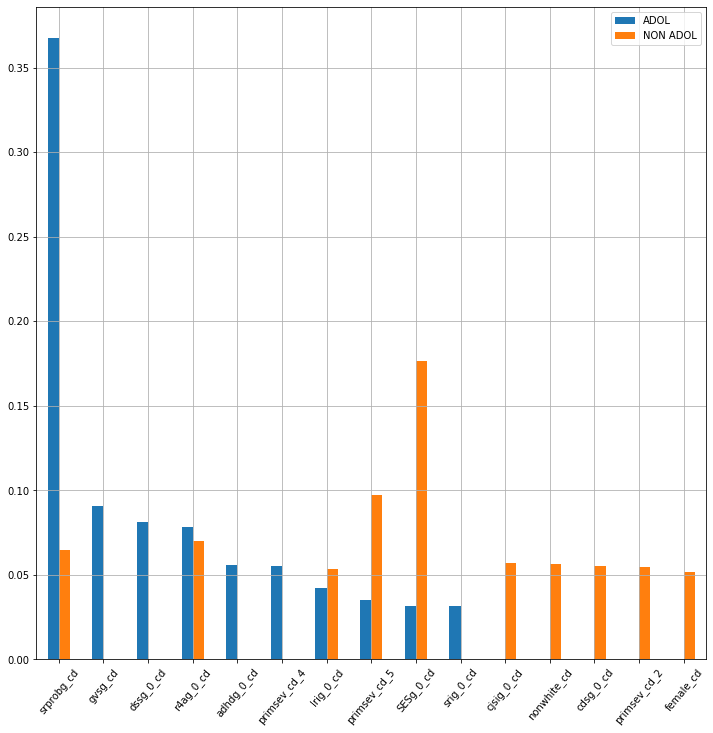 ADOL
NON ADOL
0.35
0.30
0.25
0.20
0.15
0.10
0.05
0.00
srprobg_cd
gvsg_cd
dssg_0_cd
r4ag_0_cd
adhdg_0_cd
primsev_cd_4
lrig_0_cd
primsev_cd_5
SESg_0_cd
srig_0_cd
cjsig_0_cd
nonwhite_cd
cdsg_0_cd
primsev_cd_2
female_cd